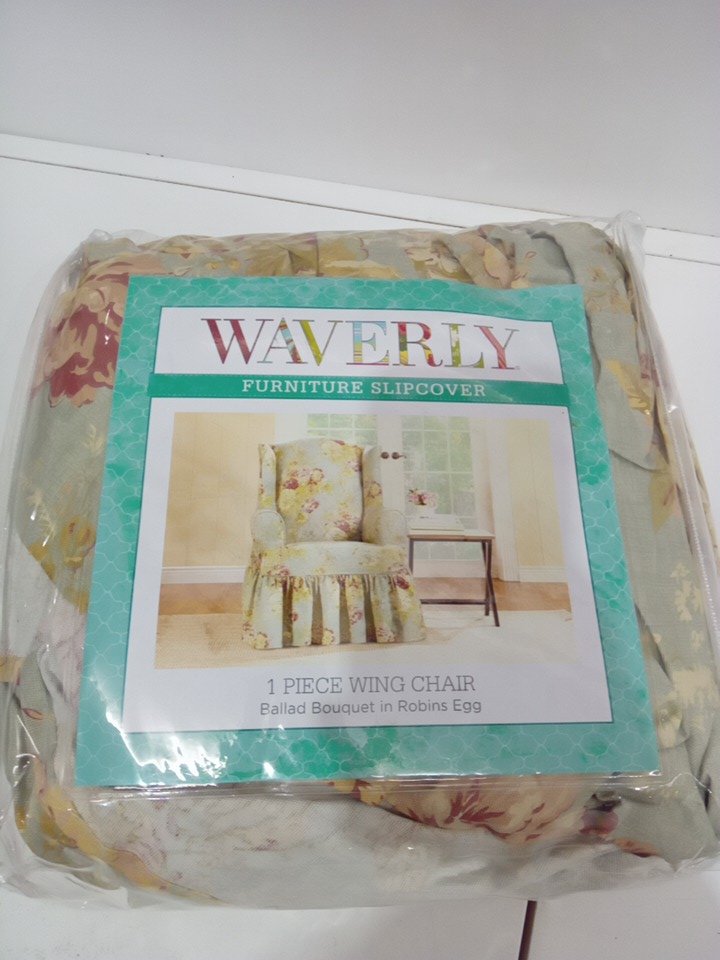 WAVERLY
FURNITURE SLIPCOVER
1 PIECE WING CHAIR
Ballad Bouquet in Robins Egg